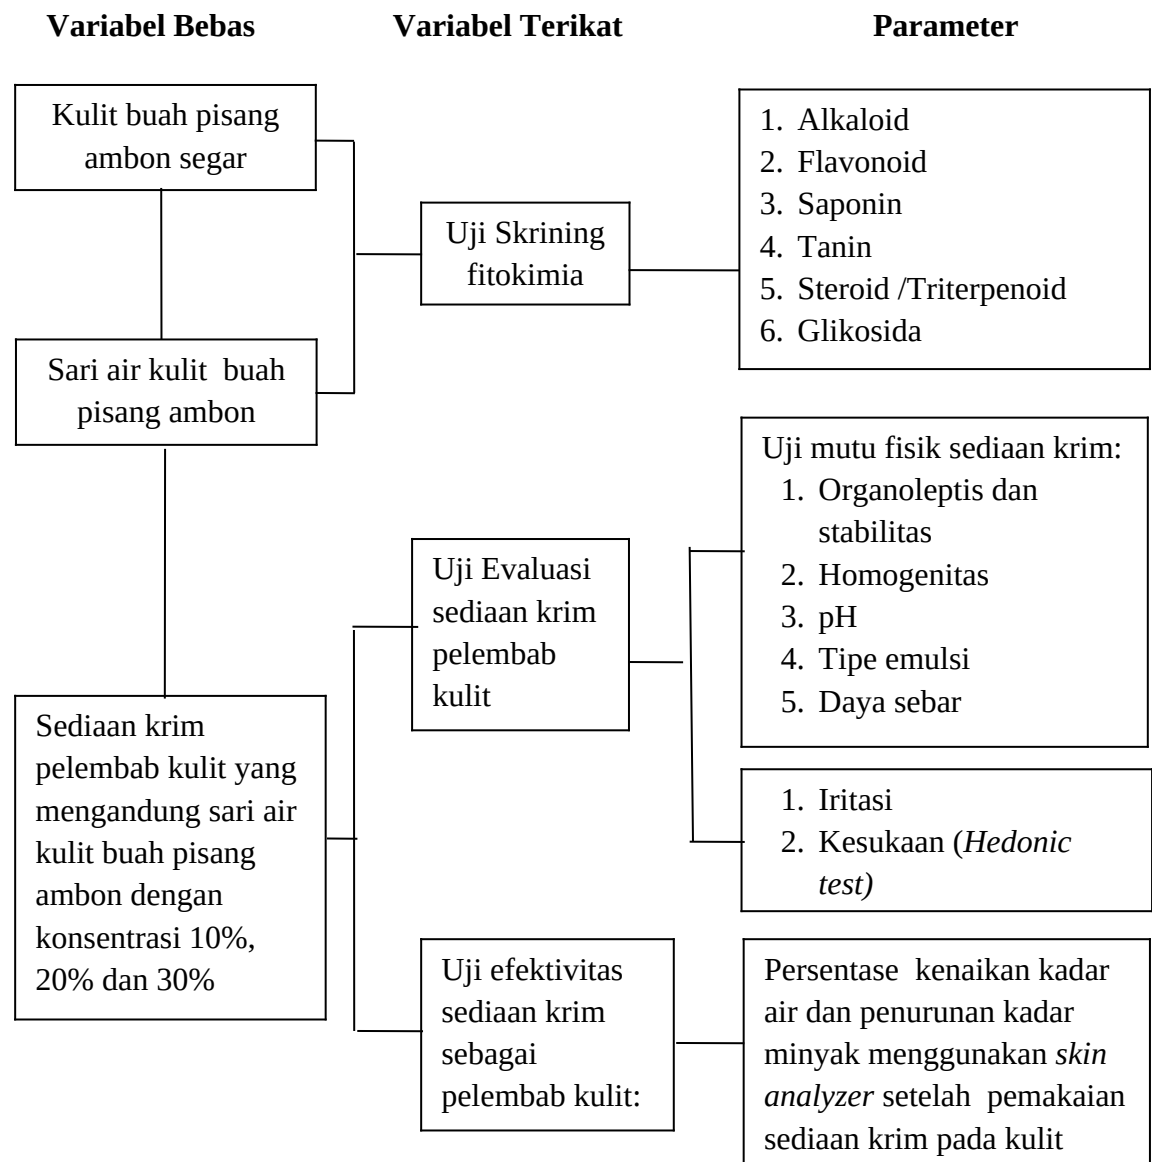 Variabel Bebas
Variabel Terikat
Parameter
Kulit buah pisang
ambon segar
Sari air kulit buah
pisang ambon
Sediaan krim
pelembab kulit yang
mengandung sari air
kulit buah pisang
ambon dengan
konsentrasi 10%,
20% dan 30%
Uji Skrining
fitokimia
Uji Evaluasi
sediaan krim
pelembab
kulit
Uji efektivitas
sediaan krim
sebagai
pelembab kulit:
1. Alkaloid
2. Flavonoid
3. Saponin
4. Tanin
5. Steroid /Triterpenoid
6. Glikosida
Uji mutu fisik sediaan krim:
1. Organoleptis dan
stabilitas
2. Homogenitas
3. pH
4. Tipe emulsi
5. Daya sebar
1. Iritasi
2. Kesukaan (Hedonic
test)
Persentase kenaikan kadar
air dan penurunan kadar
minyak menggunakan skin
analyzer setelah pemakaian
sediaan krim pada kulit